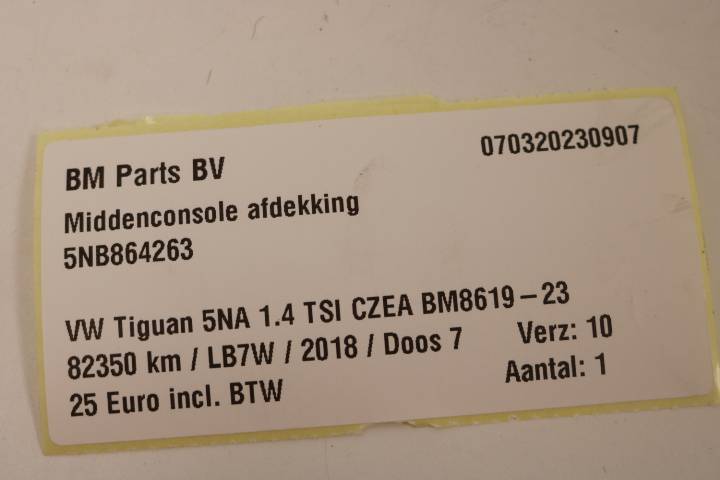 BM Parts BV 070320230907
Middenconsole afdekking
5NB864263
VW Tiguan 5NA 1.4 TSI CZEA BM8619-23
82350 km / LB7W / 2018 / Doos 7 Verz: 10
25 Euro incl. BTW Aantal: 1